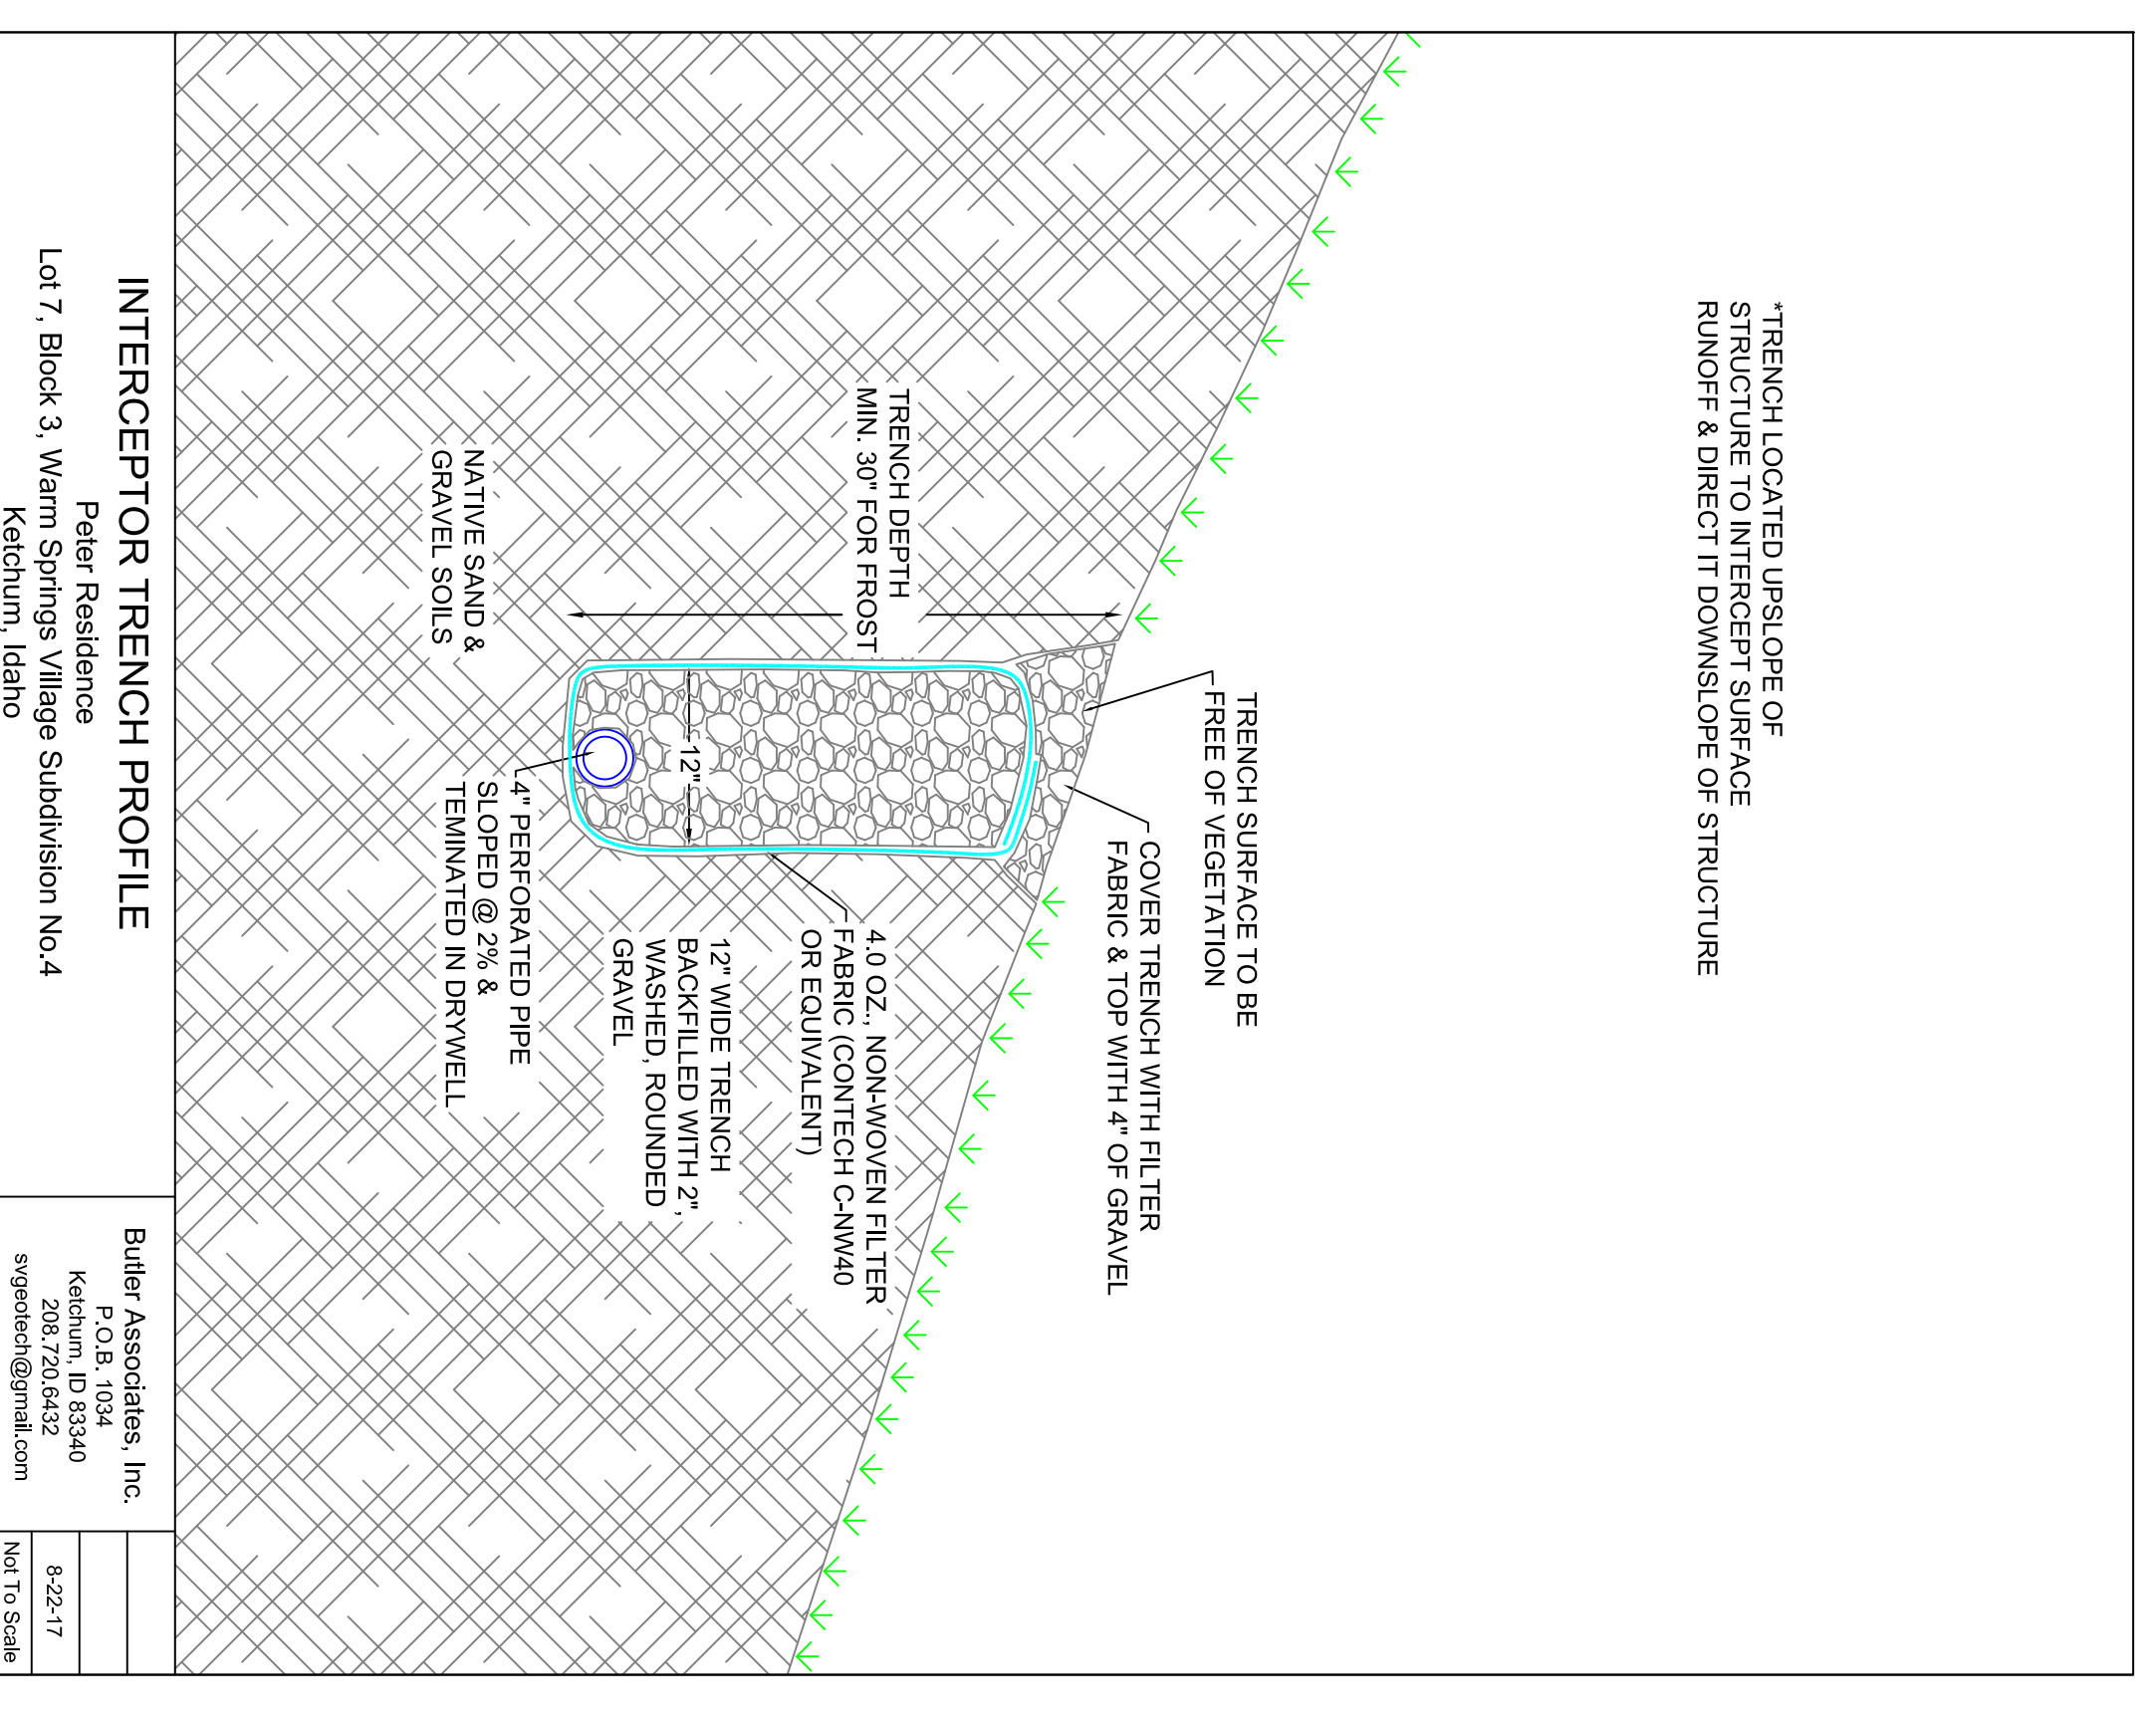 *TRENCH LOCATED UPSLOPE OF
STRUCTURE TO INTERCEPT SURFACE
RUNOFF & DIRECT IT DOWNSLOPE OF STRUCTURE
TRENCH SURFACE TO BE
FREE OF VEGETATION
COVER TRENCH WITH FILTER
FABRIC & TOP WITH 4" OF GRAVEL
TRENCH DEPTH
MIN. 30" FOR FROST
4.0 OZ., NON-WOVEN FILTER
FABRIC (CONTECH C-NW40
OR EQUIVALENT)
12"
12" WIDE TRENCH
BACKFILLED WITH 2",
WASHED, ROUNDED
GRAVEL
NATIVE SAND &
GRAVEL SOILS
4" PERFORATED PIPE
SLOPED @ 2% &
TEMINATED IN DRYWELL
INTERCEPTOR TRENCH PROFILE
Peter Residence
Lot 7, Block 3, Warm Springs Village Subdivision No.4
Ketchum, Idaho
Butler Associates, Inc.
P.O.B. 1034
Ketchum, ID 83340
208.720.6432
svgeotech@gmail.com
8-22-17
Not To Scale